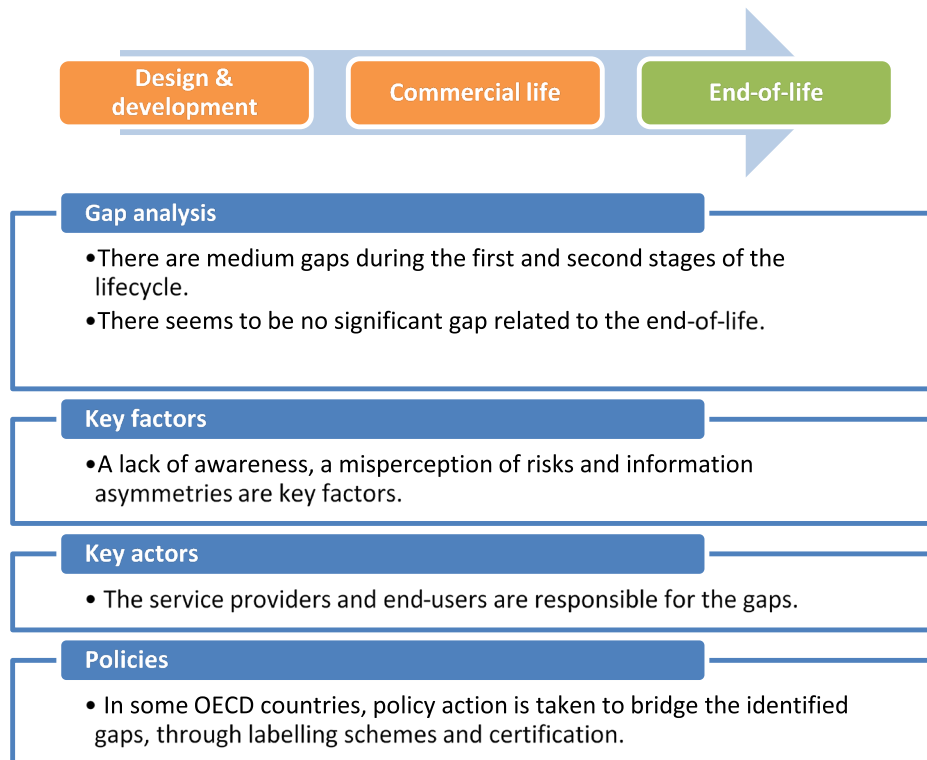 Design &
development
Commercial life
End-of-life
Gap analysis
•There are medium gaps during the first and second stages of the
lifecycle.
•There seems to be no significant gap related to the end-of-life.
Key factors
•A lack of awareness, a misperception of risks and information
asymmetries are key factors.
Key actors
• The service providers and end-users are responsible for the gaps.
Policies
• In some OECD countries, policy action is taken to bridge the identified
gaps, through labelling schemes and certification.